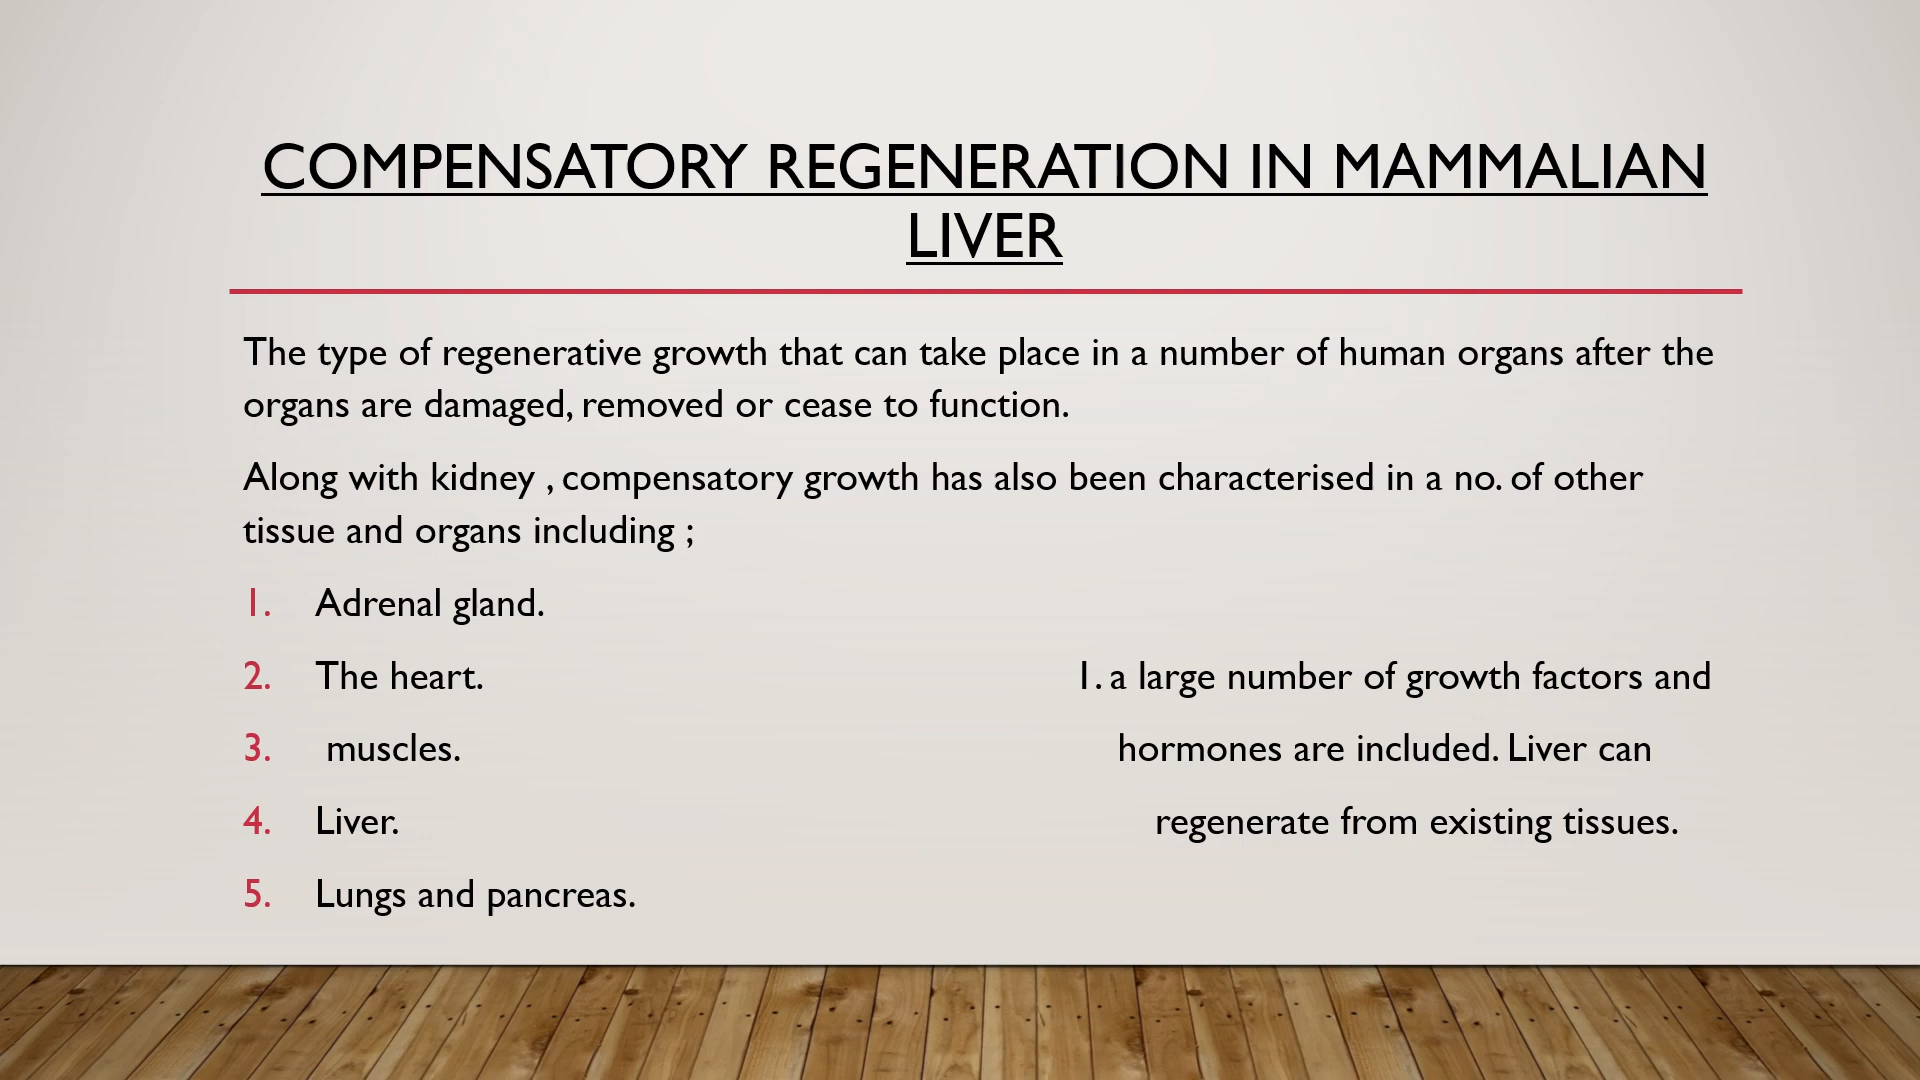 COMPENSATORY REGENERATION IN MAMMALIAN
LIVER
The type of regenerative growth that can take place in a number of human organs after the
organs are damaged, removed or cease to function.
Along with kidney , compensatory growth has also been characterised in a no. of other
tissue and organs including ;
1. Adrenal gland.
2. The heart.
3. muscles.
4. Liver.
5. Lungs and pancreas.
1. a large number of growth factors and
hormones are included. Liver can
regenerate from existing tissues.